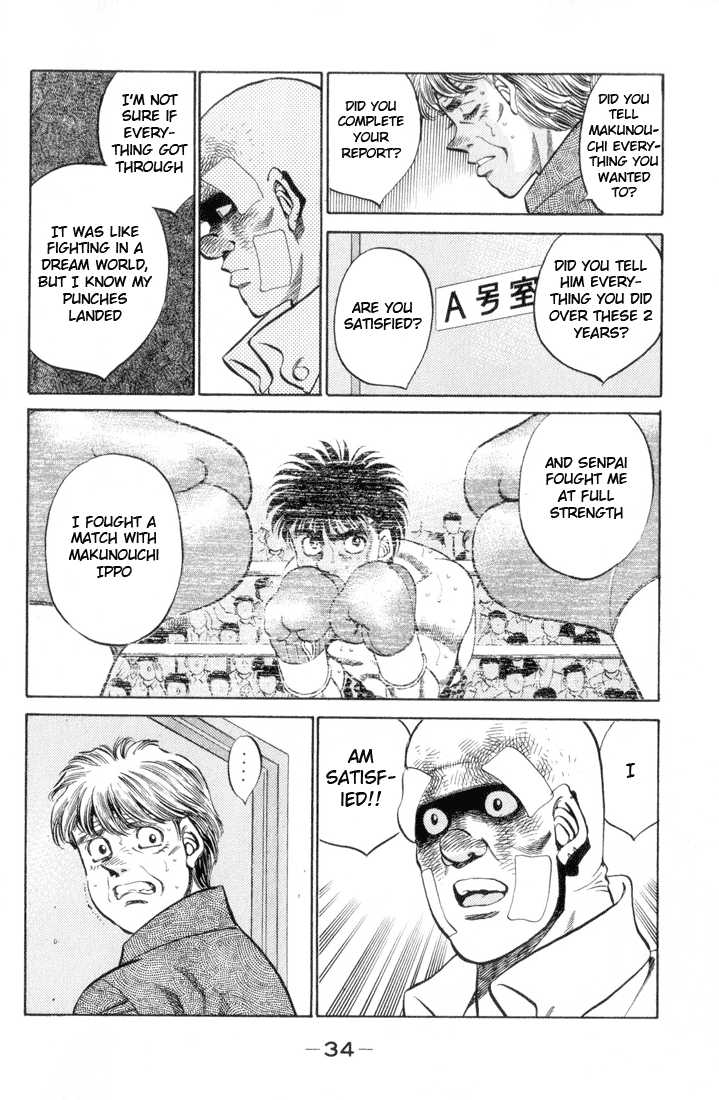 DID YOU
TELL
MAKUNOU-
CHI EVERY-
THING YOU
WANTED
TO?
DID YOU
COMPLETE
YOUR
REPORT?
DID YOU TELL
HIM EVERY-
THING YOU DID
OVER THESE 2
YEARS?
A号室
ARE YOU
SATISFIED?
I'M NOT
SURE IF
EVERY-
THING GOT
THROUGH
IT WAS LIKE
FIGHTING IN A
DREAM WORLD,
BUT I KNOW MY
PUNCHES
LANDED
AND SENPAI
FOUGHT ME
AT FULL
STRENGTH
I FOUGHT A
MATCH WITH
MAKUNOUCHI
IPPO
I
AM
SATISF-
IED!!
...
—34—